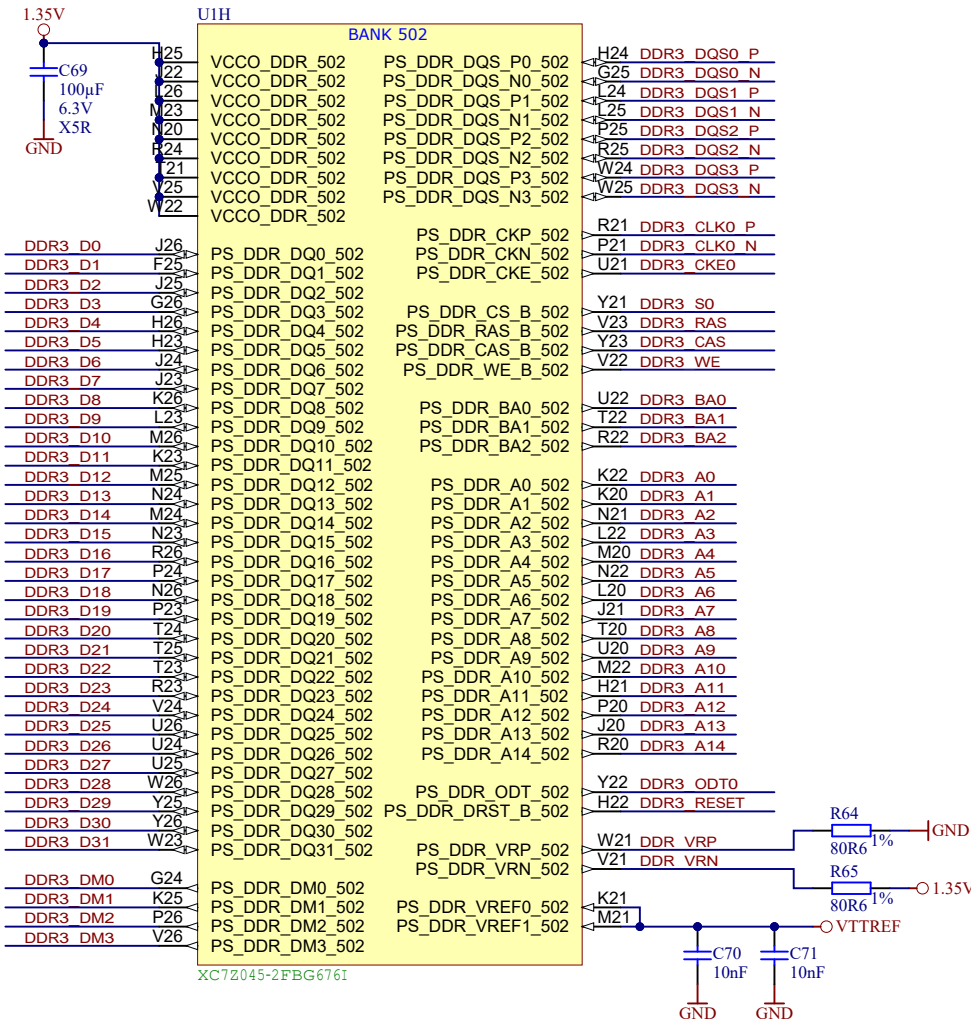 1.35V
U1H
BANK 502
C69
100µF
6.3V
X5R
GND
H25 VCCO_DDR_502
J22 VCCO_DDR_502
L26 VCCO_DDR_502
M23 VCCO_DDR_502
N20 VCCO_DDR_502
R24 VCCO_DDR_502
T21 VCCO_DDR_502
V25 VCCO_DDR_502
W22 VCCO_DDR_502
PS_DDR_DQS_P0_502 H24 DDR3_DQS0_P
PS_DDR_DQS_N0_502 G25 DDR3_DQS0_N
PS_DDR_DQS_P1_502 L24 DDR3_DQS1_P
PS_DDR_DQS_N1_502 L25 DDR3_DQS1_N
PS_DDR_DQS_P2_502 P25 DDR3_DQS2_P
PS_DDR_DQS_N2_502 R25 DDR3_DQS2_N
PS_DDR_DQS_P3_502 W24 DDR3_DQS3_P
PS_DDR_DQS_N3_502 W25 DDR3_DQS3_N
PS_DDR_CKP_502 R21 DDR3_CLK0_P
PS_DDR_CKN_502 P21 DDR3_CLK0_N
PS_DDR_CKE_502 U21 DDR3_CKE0
PS_DDR_CS_B_502 Y21 DDR3_S0
PS_DDR_RAS_B_502 V23 DDR3_RAS
PS_DDR_CAS_B_502 Y23 DDR3_CAS
PS_DDR_WE_B_502 V22 DDR3_WE
PS_DDR_BA0_502 U22 DDR3_BA0
PS_DDR_BA1_502 T22 DDR3_BA1
PS_DDR_BA2_502 R22 DDR3_BA2
PS_DDR_A0_502 K22 DDR3_A0
PS_DDR_A1_502 K20 DDR3_A1
PS_DDR_A2_502 N21 DDR3_A2
PS_DDR_A3_502 L22 DDR3_A3
PS_DDR_A4_502 M20 DDR3_A4
PS_DDR_A5_502 N22 DDR3_A5
PS_DDR_A6_502 L20 DDR3_A6
PS_DDR_A7_502 J21 DDR3_A7
PS_DDR_A8_502 T20 DDR3_A8
PS_DDR_A9_502 U20 DDR3_A9
PS_DDR_A10_502 M22 DDR3_A10
PS_DDR_A11_502 H21 DDR3_A11
PS_DDR_A12_502 P20 DDR3_A12
PS_DDR_A13_502 J20 DDR3_A13
PS_DDR_A14_502 R20 DDR3_A14
PS_DDR_ODT_502 Y22 DDR3_ODT0
PS_DDR_DRST_B_502 H22 DDR3_RESET
PS_DDR_VRP_502 W21 DDR_VRP
PS_DDR_VRN_502 V21 DDR_VRN
PS_DDR_VREF0_502 K21
PS_DDR_VREF1_502 M21
DDR3_D0 J26 PS_DDR_DQ0_502
DDR3_D1 F25 PS_DDR_DQ1_502
DDR3_D2 J25 PS_DDR_DQ2_502
DDR3_D3 G26 PS_DDR_DQ3_502
DDR3_D4 H26 PS_DDR_DQ4_502
DDR3_D5 H23 PS_DDR_DQ5_502
DDR3_D6 J24 PS_DDR_DQ6_502
DDR3_D7 J23 PS_DDR_DQ7_502
DDR3_D8 K26 PS_DDR_DQ8_502
DDR3_D9 L23 PS_DDR_DQ9_502
DDR3_D10 M26 PS_DDR_DQ10_502
DDR3_D11 K23 PS_DDR_DQ11_502
DDR3_D12 M25 PS_DDR_DQ12_502
DDR3_D13 N24 PS_DDR_DQ13_502
DDR3_D14 M24 PS_DDR_DQ14_502
DDR3_D15 N23 PS_DDR_DQ15_502
DDR3_D16 R26 PS_DDR_DQ16_502
DDR3_D17 P24 PS_DDR_DQ17_502
DDR3_D18 N26 PS_DDR_DQ18_502
DDR3_D19 P23 PS_DDR_DQ19_502
DDR3_D20 T24 PS_DDR_DQ20_502
DDR3_D21 T25 PS_DDR_DQ21_502
DDR3_D22 T23 PS_DDR_DQ22_502
DDR3_D23 R23 PS_DDR_DQ23_502
DDR3_D24 V24 PS_DDR_DQ24_502
DDR3_D25 U26 PS_DDR_DQ25_502
DDR3_D26 U24 PS_DDR_DQ26_502
DDR3_D27 U25 PS_DDR_DQ27_502
DDR3_D28 W26 PS_DDR_DQ28_502
DDR3_D29 Y25 PS_DDR_DQ29_502
DDR3_D30 Y26 PS_DDR_DQ30_502
DDR3_D31 W23 PS_DDR_DQ31_502
DDR3_DM0 G24 PS_DDR_DM0_502
DDR3_DM1 K25 PS_DDR_DM1_502
DDR3_DM2 P26 PS_DDR_DM2_502
DDR3_DM3 V26 PS_DDR_DM3_502
XC7Z045-2FBG676I
R64
80R6 1%
GND
R65
80R6 1%
1.35V
VTTREF
C70
10nF
GND
C71
10nF
GND